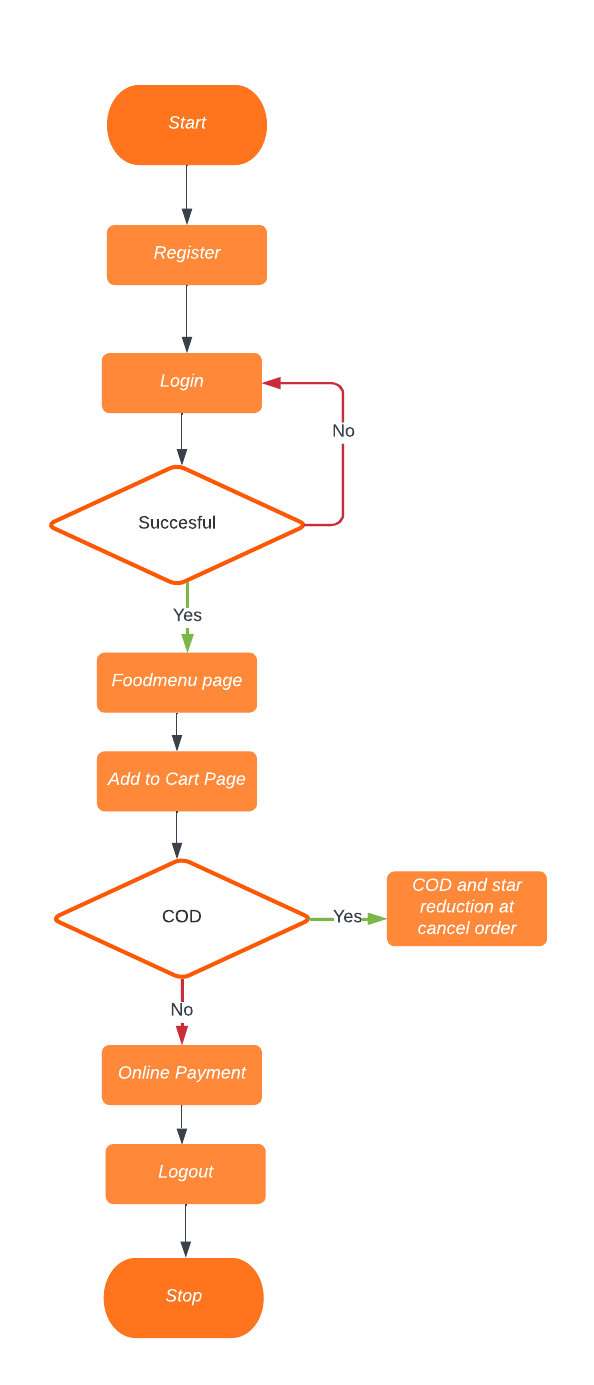 Start
Register
Login
No
Succesful
Yes
Foodmenu page
Add to Cart Page
COD
Yes
COD and star
reduction at
cancel order
No
Online Payment
Logout
Stop